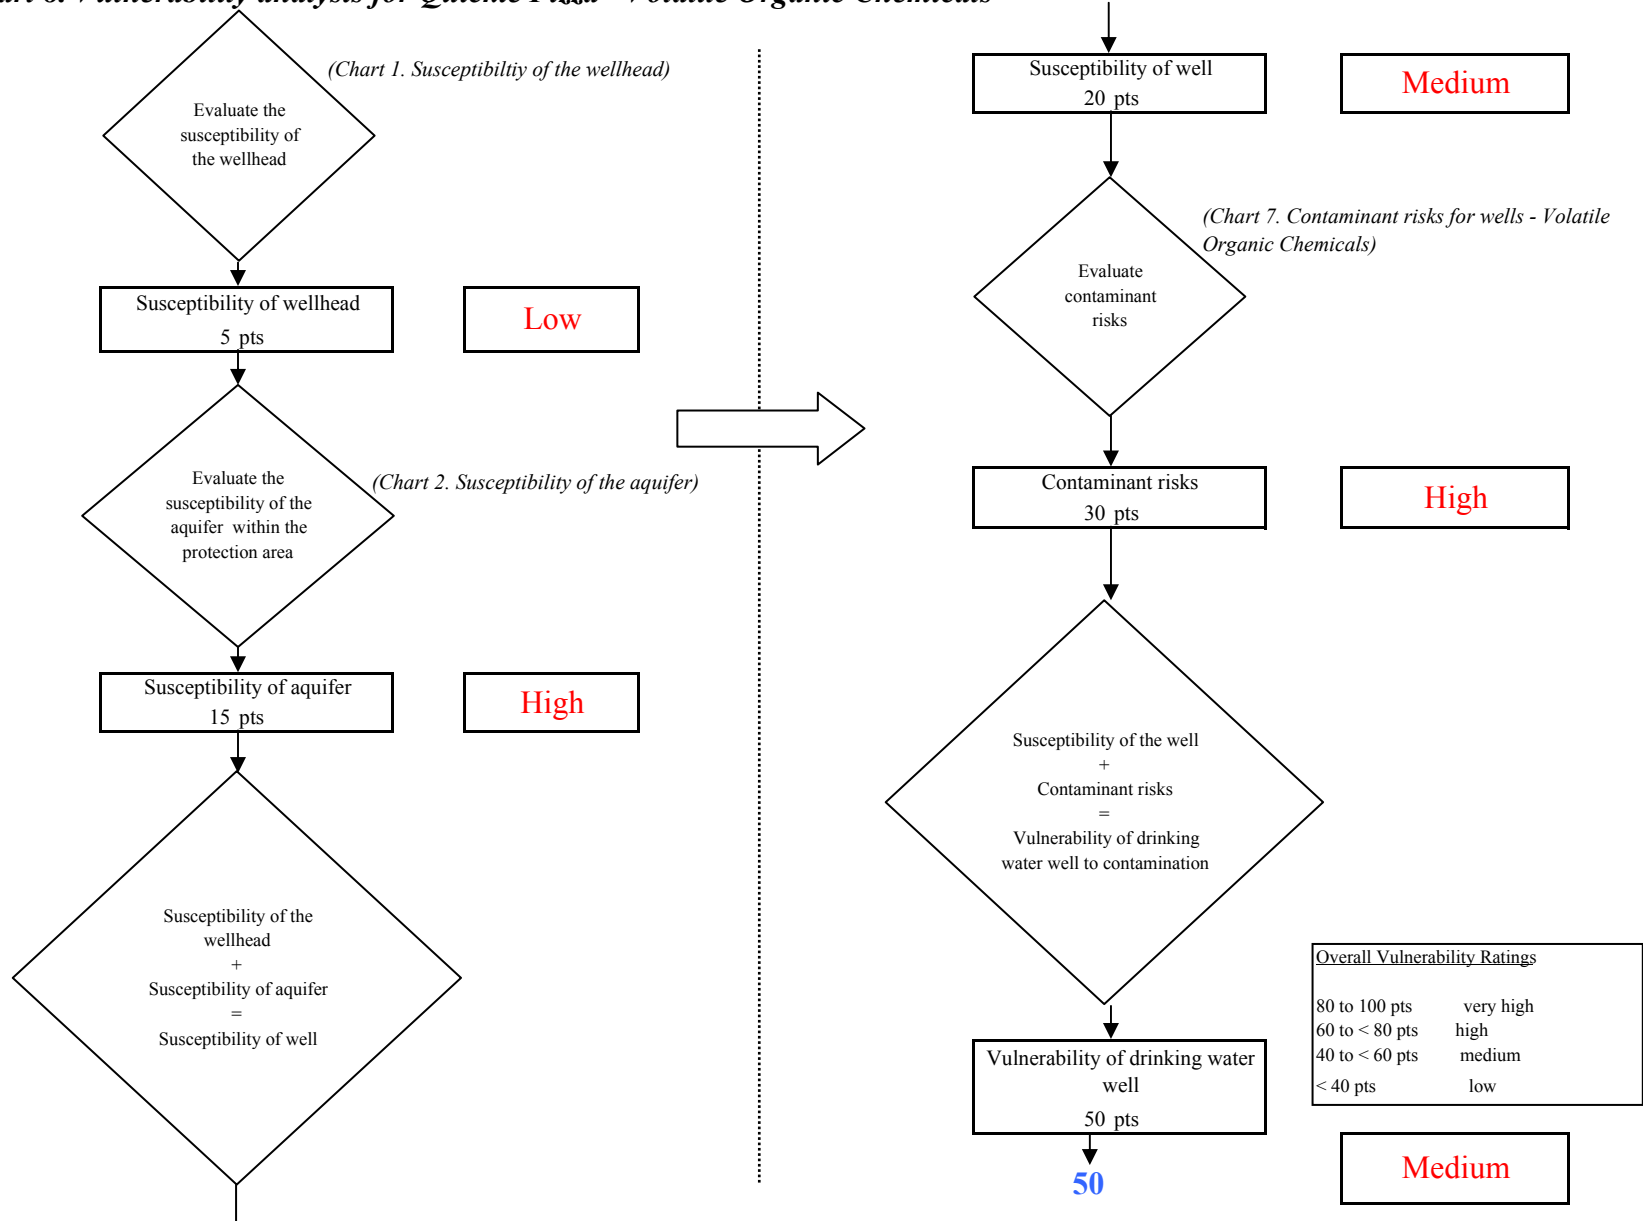 Vulnerability analysis for
Volatile Organic Chemicals
(Chart 1. Susceptibiltiy of the wellhead)
Evaluate the
susceptibility of
the wellhead
Susceptibility of wellhead
5 pts
Low
Evaluate the
susceptibility of the
aquifer within the
protection area
(Chart 2. Susceptibility of the aquifer)
Susceptibility of aquifer
15 pts
High
Susceptibility of the
wellhead
+
Susceptibility of aquifer
=
Susceptibility of well
Susceptibility of well
20 pts
Medium
(Chart 7. Contaminant risks for wells - Volatile
Organic Chemicals)
Evaluate
contaminant
risks
Contaminant risks
30 pts
High
Susceptibility of the well
+
Contaminant risks
=
Vulnerability of drinking
water well to contamination
Overall Vulnerability Ratings
80 to 100 pts very high
60 to < 80 pts high
40 to < 60 pts medium
< 40 pts low
Vulnerability of drinking water
well
50 pts
50
Medium